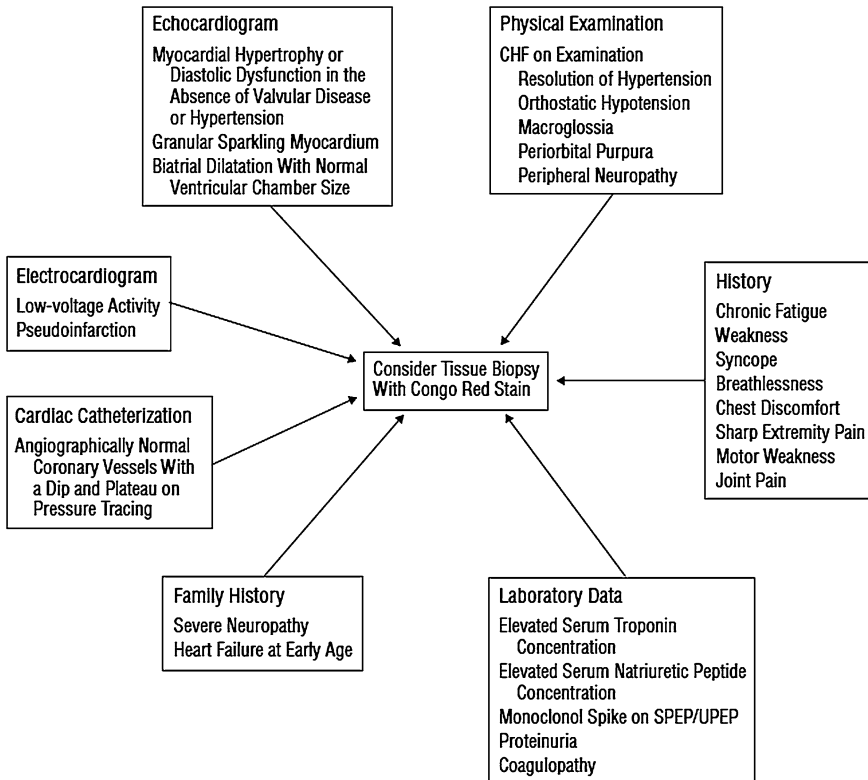 Echocardiogram
Myocardial Hypertrophy or
Diastolic Dysfunction in the
Absence of Valvular Disease
or Hypertension
Granular Sparkling Myocardium
Biatrial Dilatation With Normal
Ventricular Chamber Size
Physical Examination
CHF on Examination
Resolution of Hypertension
Orthostatic Hypotension
Macroglossia
Periorbital Purpura
Peripheral Neuropathy
Electrocardiogram
Low-voltage Activity
Pseudoinfarction
History
Chronic Fatigue
Weakness
Syncope
Breathlessness
Chest Discomfort
Sharp Extremity Pain
Motor Weakness
Joint Pain
Consider Tissue Biopsy
With Congo Red Stain
Cardiac Catheterization
Angiographically Normal
Coronary Vessels With
a Dip and Plateau on
Pressure Tracing
Family History
Severe Neuropathy
Heart Failure at Early Age
Laboratory Data
Elevated Serum Troponin
Concentration
Elevated Serum Natriuretic Peptide
Concentration
Monoclonol Spike on SPEP/UPEP
Proteinuria
Coagulopathy